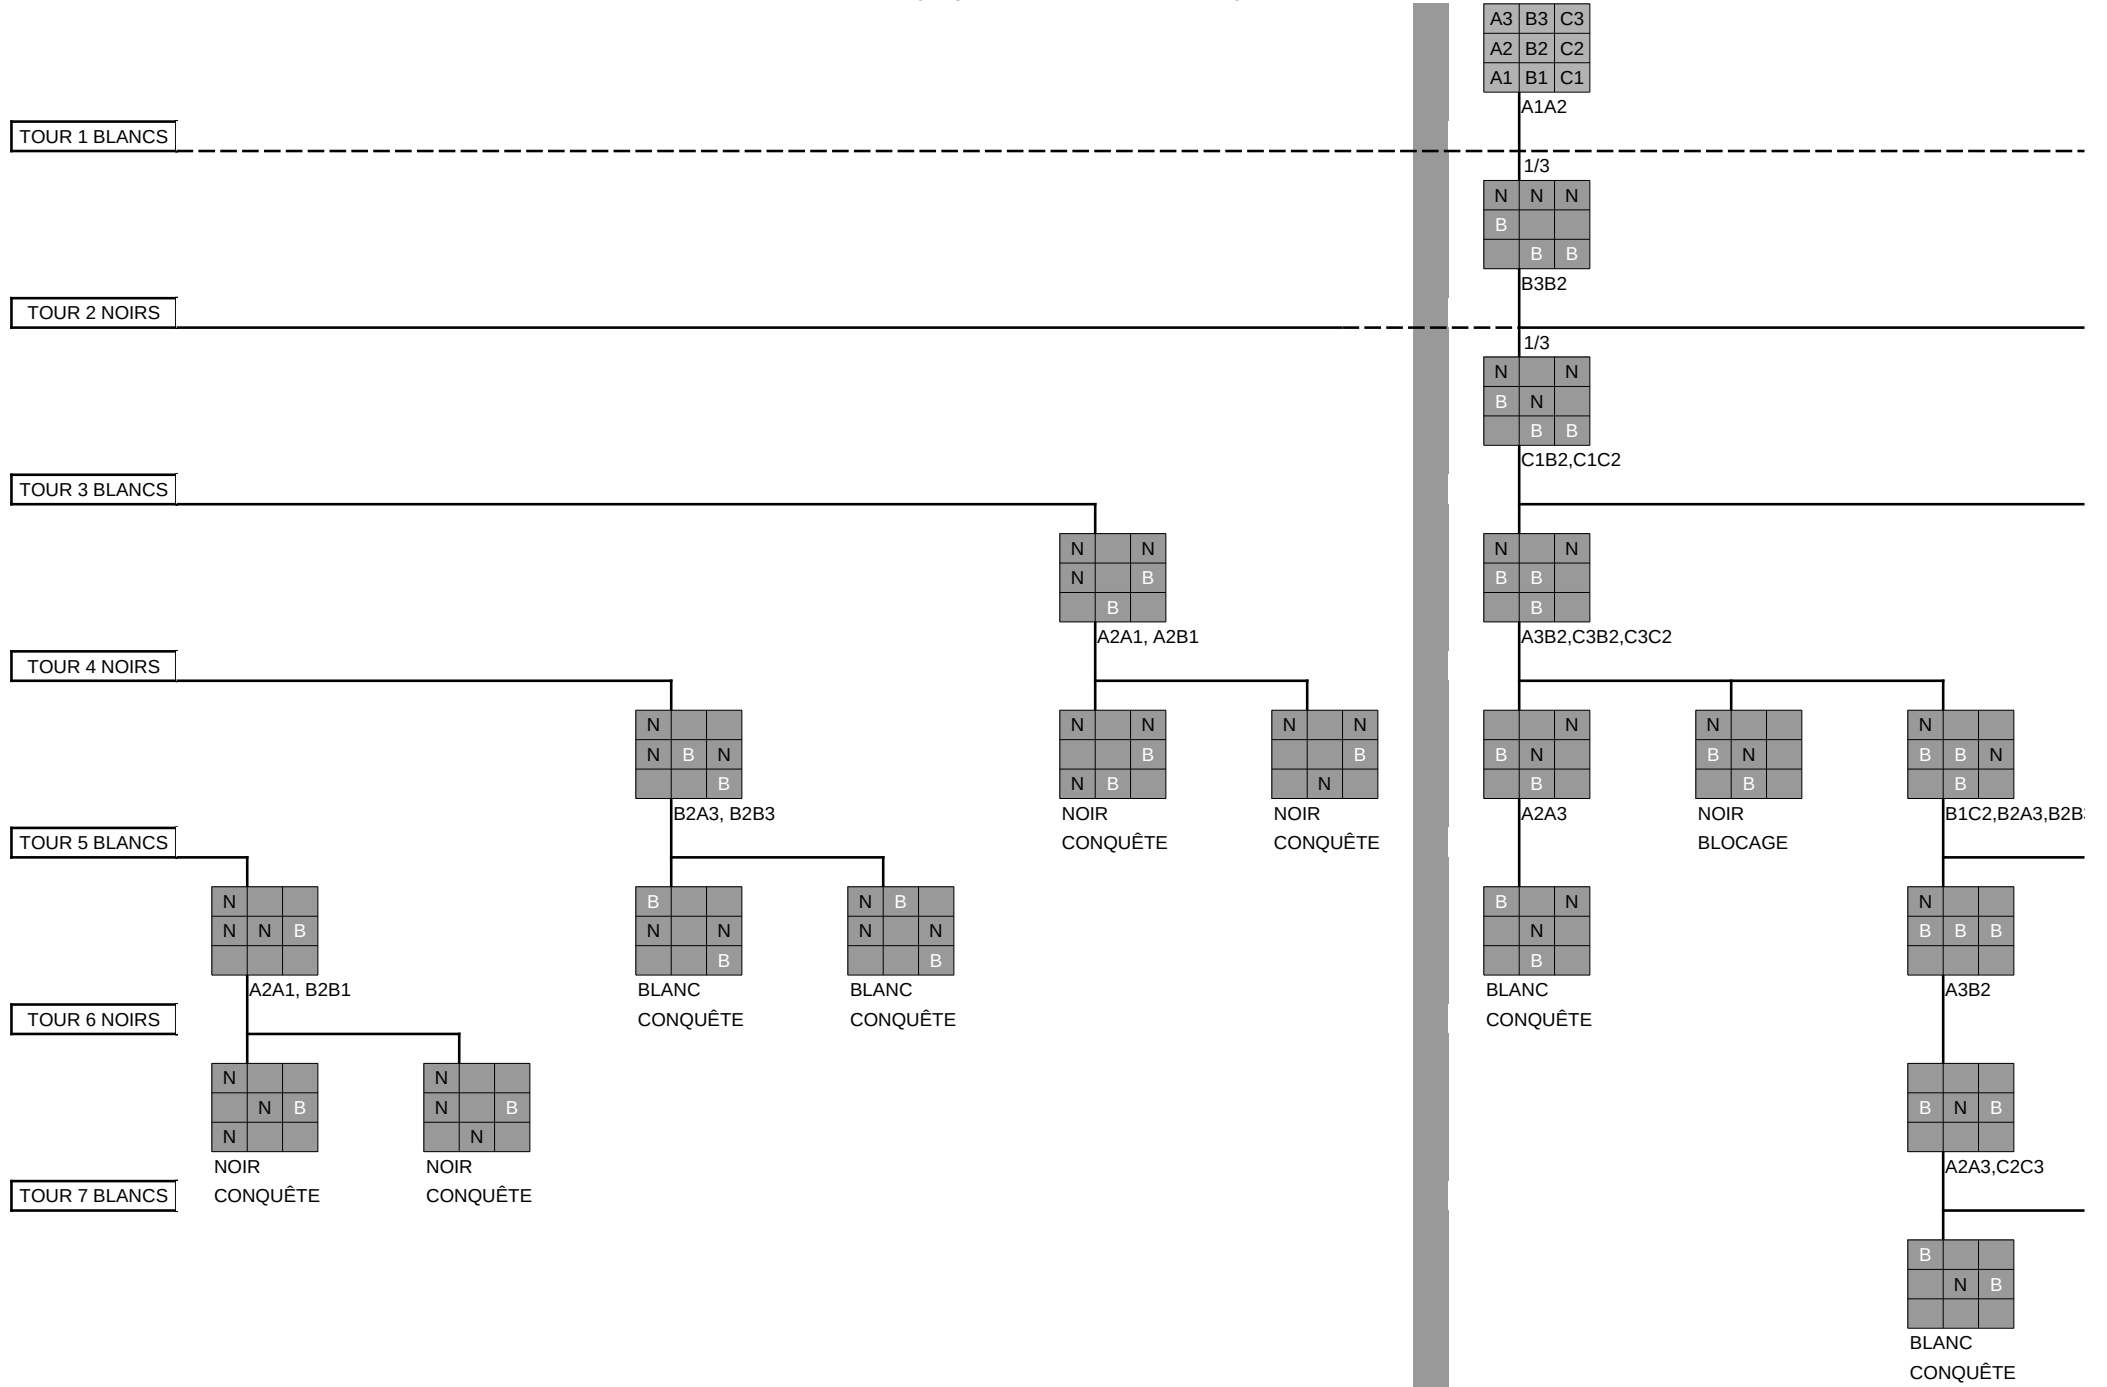 A3 B3 C3
A2 B2 C2
A1 B1 C1
A1A2
TOUR 1 BLANCS
1/3
N N N
B
B B
B3B2
TOUR 2 NOIRS
1/3
N N
B N
B B
C1B2,C1C2
TOUR 3 BLANCS
N N
N B
B
A2A1, A2B1
N N
B B
B
A3B2,C3B2,C3C2
TOUR 4 NOIRS
N
N B N
B
B2A3, B2B3
N N
B
N B
NOIR
CONQUÊTE
N N
B
N
NOIR
CONQUÊTE
N
B N
B
A2A3
N
B N
B
NOIR
BLOCAGE
N
B B N
B
B1C2,B2A3,B2B
TOUR 5 BLANCS
N
N N B
A2A1, B2B1
B
N N
B
BLANC
CONQUÊTE
N B
N N
B
BLANC
CONQUÊTE
B N
N
B
BLANC
CONQUÊTE
N
B B B
A3B2
TOUR 6 NOIRS
N
N B
N
NOIR
CONQUÊTE
N
N B
N
NOIR
CONQUÊTE
B N B
A2A3,C2C3
TOUR 7 BLANCS
B
N B
BLANC
CONQUÊTE